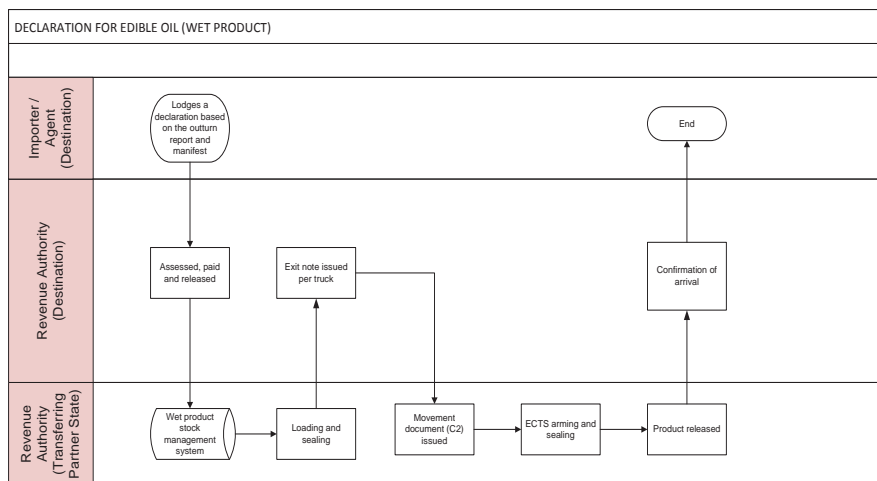 DECLARATION FOR EDIBLE OIL (WET PRODUCT)
Importer /
Agent
(Destination)
Lodges a
declaration based
on the outturn
report and
manifest
End
Revenue Authority
(Destination)
Assessed, paid
and released
Exit note issued
per truck
Confirmation of
arrival
Revenue
Authority
(Transferring
Partner State)
Wet product
stock
management
system
Loading and
sealing
Movement
document (C2)
issued
ECTS arming and
sealing
Product released